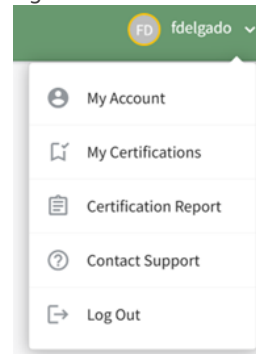 FD fdelgado
My Account
My Certifications
Certification Report
Contact Support
Log Out